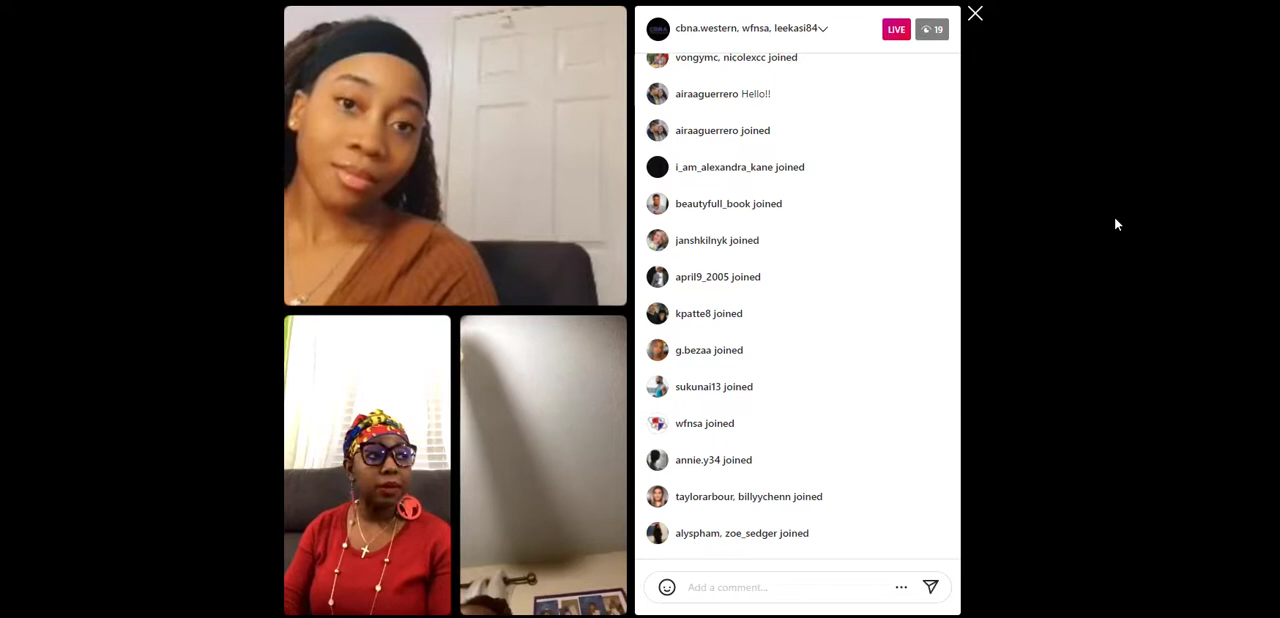 cbna.western, wfnsa, leekasi84
LIVE
19
vongymc, nicolexcc joined
airaaguerrero Hello!!
airaaguerrero joined
i_am_alexandra_kane joined
beautyfull_book joined
janshkilnyk joined
april9_2005 joined
kpatte8 joined
g.bezaa joined
sukunai13 joined
wfnsa joined
annie.y34 joined
taylorarbour, billyychenn joined
alyspham, zoe_sedger joined
Add a comment...